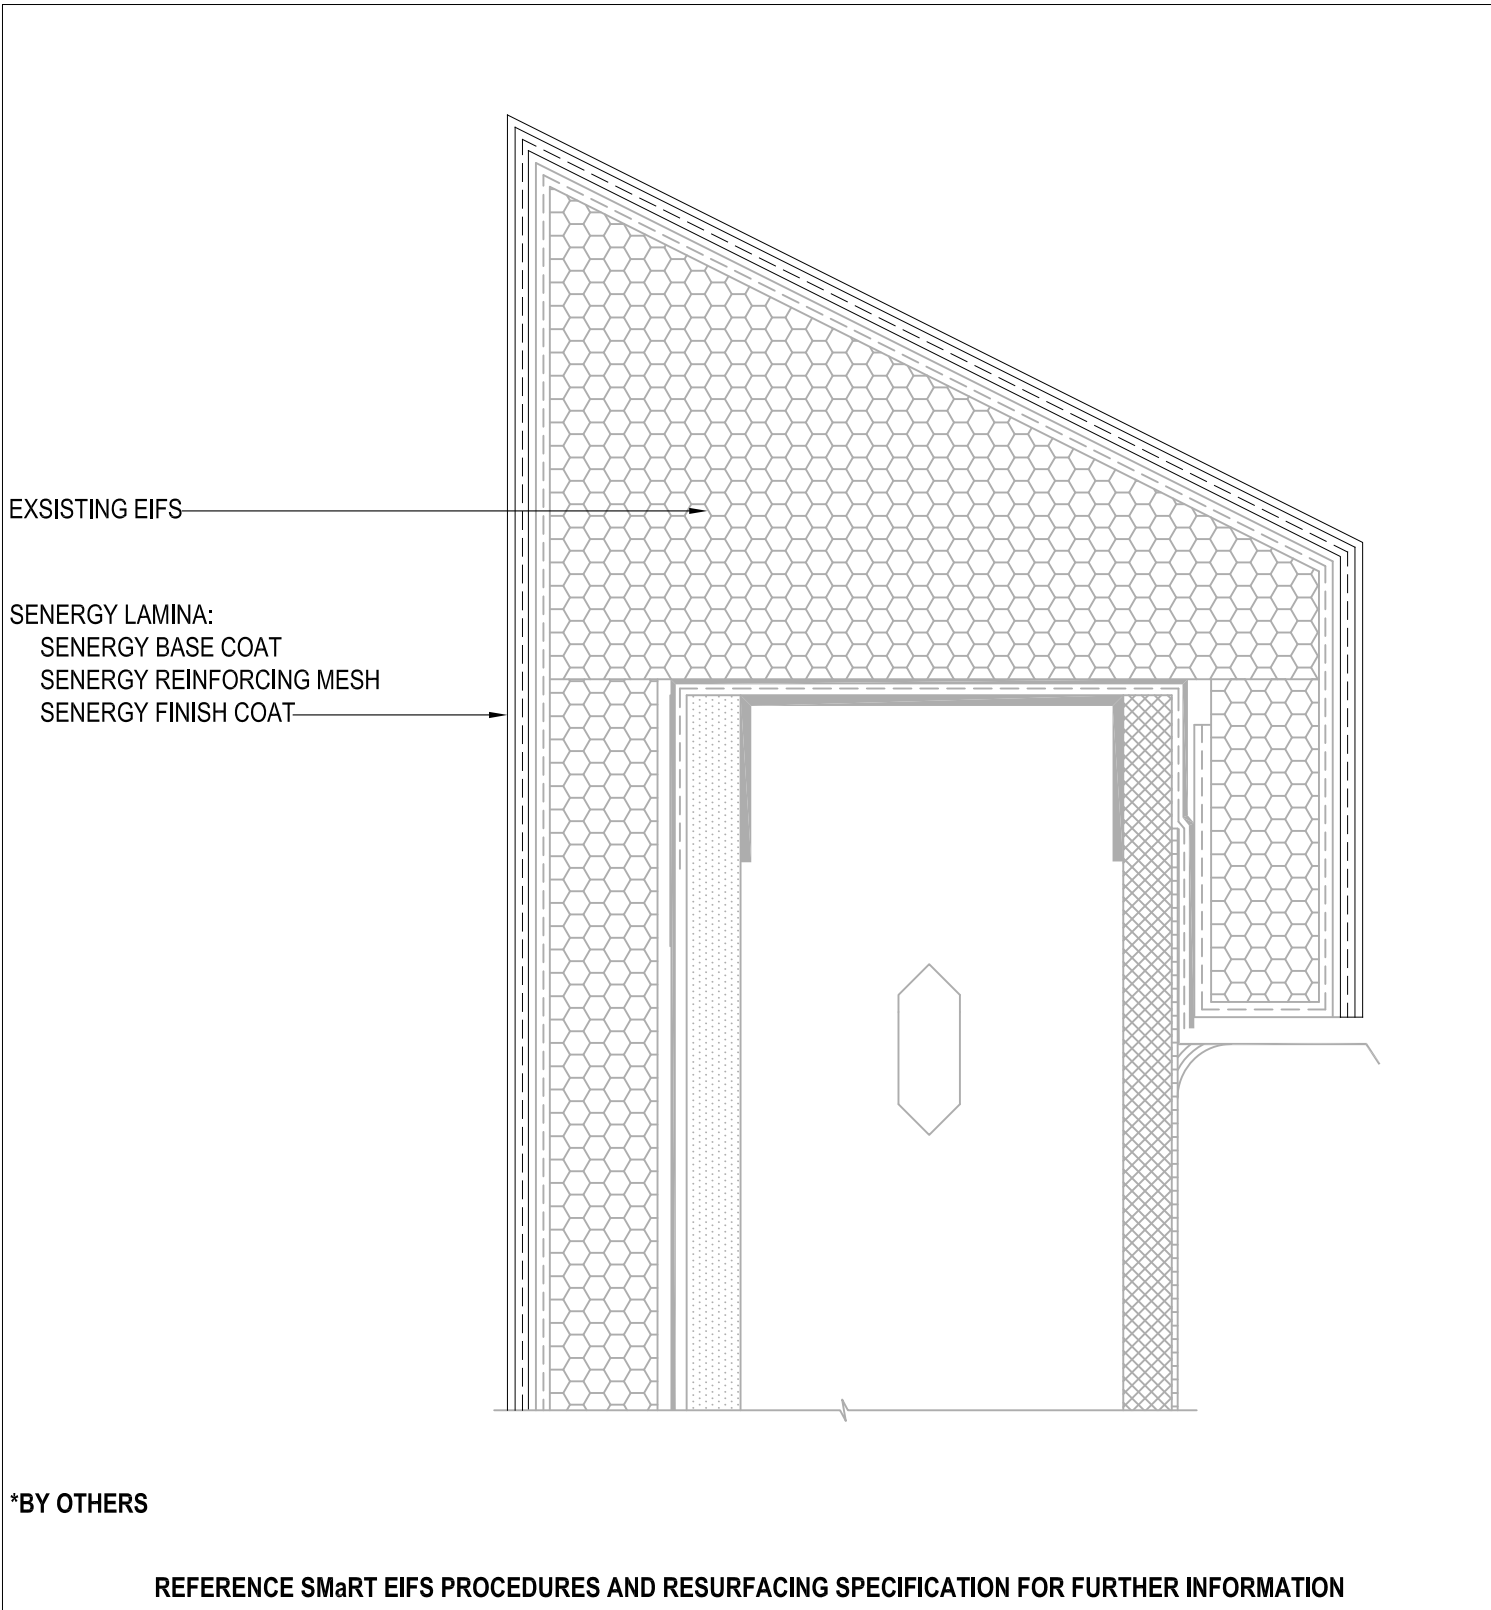 EXSISTING EIFS
SENERGY LAMINA:
SENERGY BASE COAT
SENERGY REINFORCING MESH
SENERGY FINISH COAT
*BY OTHERS
REFERENCE SMaRT EIFS PROCEDURES AND RESURFACING SPECIFICATION FOR FURTHER INFORMATION